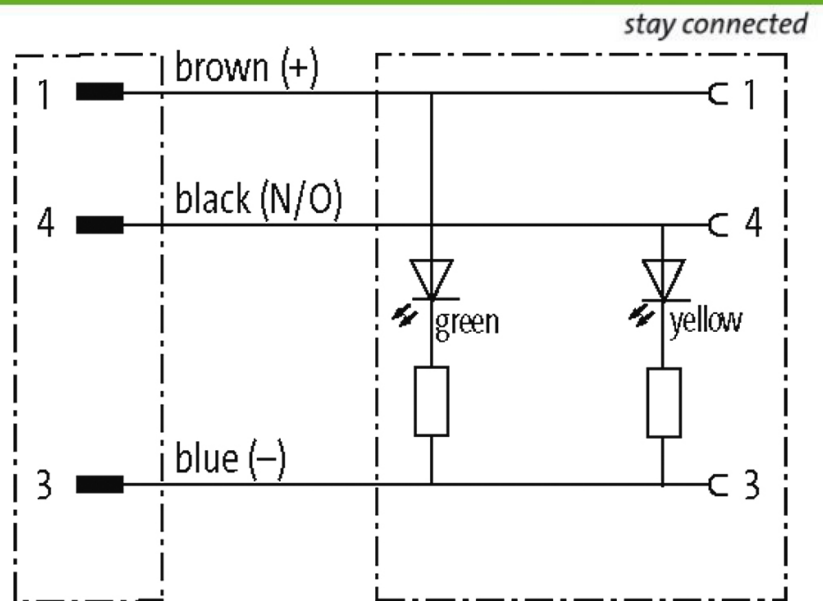 stay connected
1 brown (+) 1
4 black (N/O) 4
green yellow
3 blue (–) 3